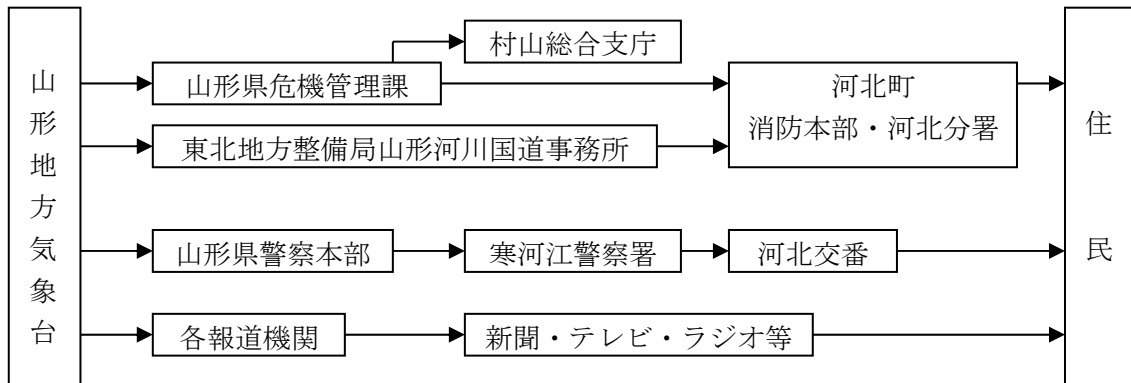 山形地方気象台
村山総合支庁
山形県危機管理課
河北町
消防本部・河北分署
東北地方整備局山形河川国道事務所
山形県警察本部
寒河江警察署
河北交番
各報道機関
新聞・テレビ・ラジオ等
住民